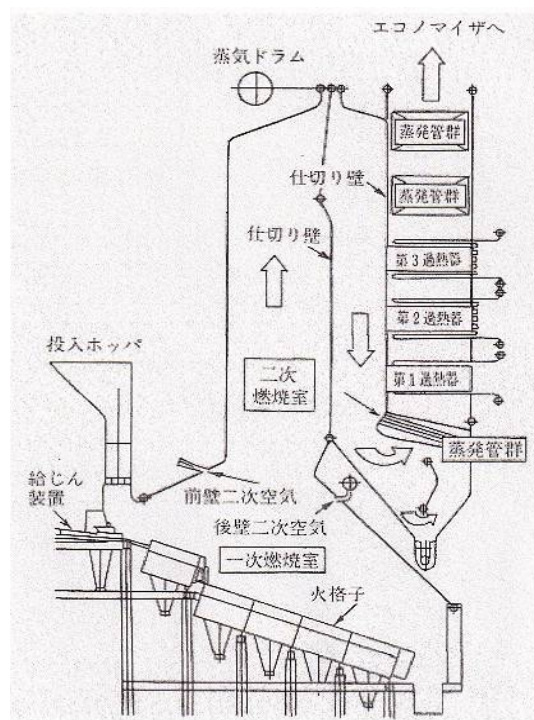 エコノマイザへ
蒸気ドラム
蒸発管群
仕切り壁
蒸発管群
仕切り壁
第3過熱器
第2過熱器
投入ホッパ
二次
燃焼室
第1過熱器
蒸発管群
給じん
装置
前壁二次空気
後壁二次空気
一次燃焼室
火格子